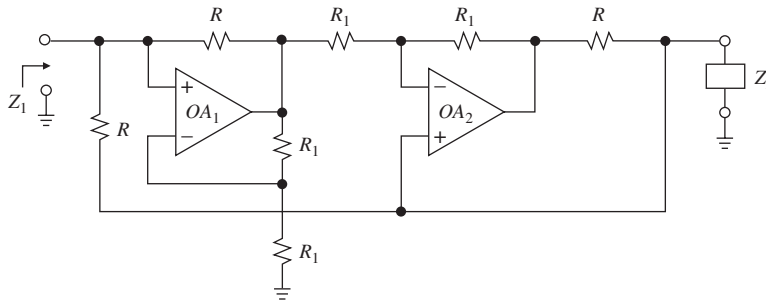 R R₁ R₁ R
+ −
Z₁ OA₁ OA₂ Z
R − +
R₁
R₁